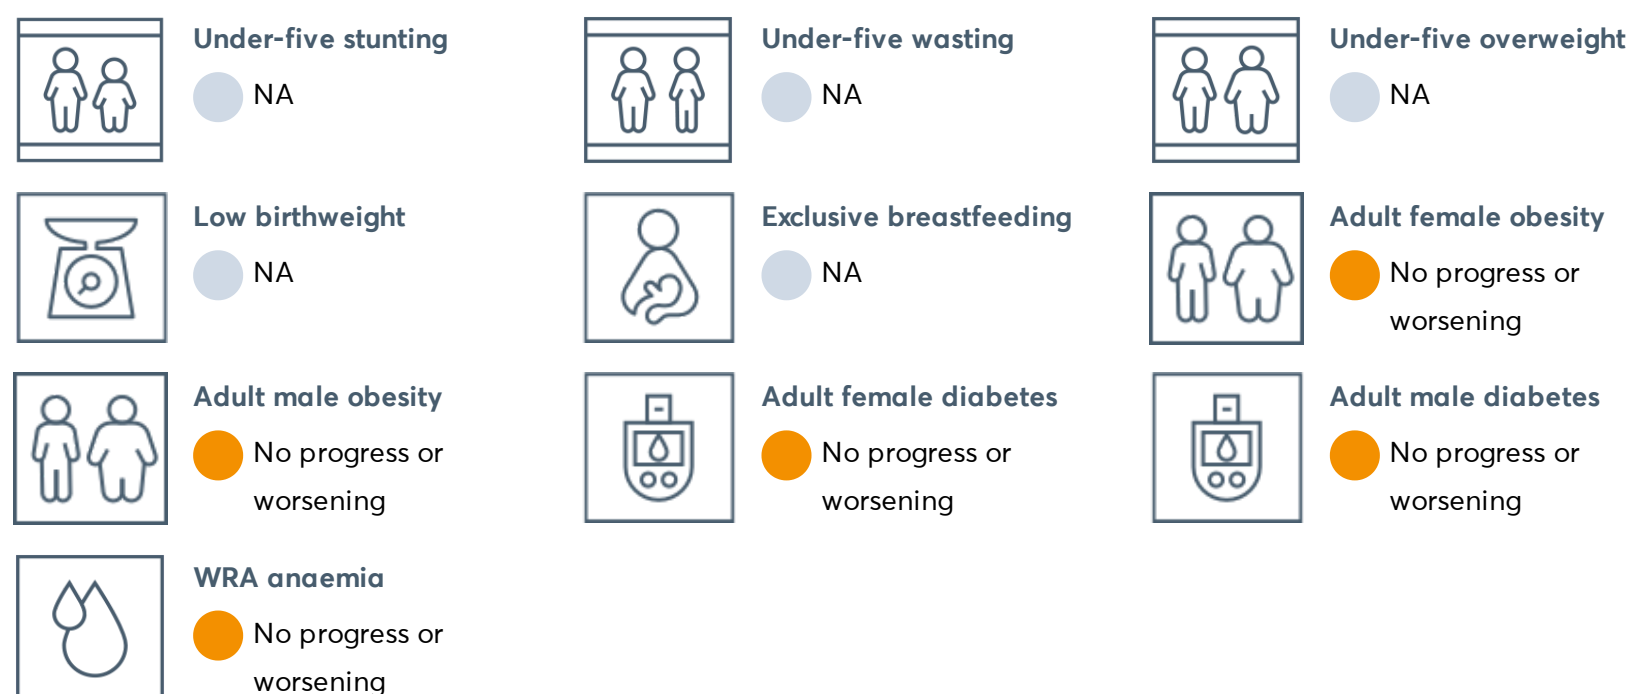 Under-five stunting
NA
Under-five wasting
NA
Under-five overweight
NA
Low birthweight
NA
Exclusive breastfeeding
NA
Adult female obesity
No progress or
worsening
Adult male obesity
No progress or
worsening
Adult female diabetes
No progress or
worsening
Adult male diabetes
No progress or
worsening
WRA anaemia
No progress or
worsening